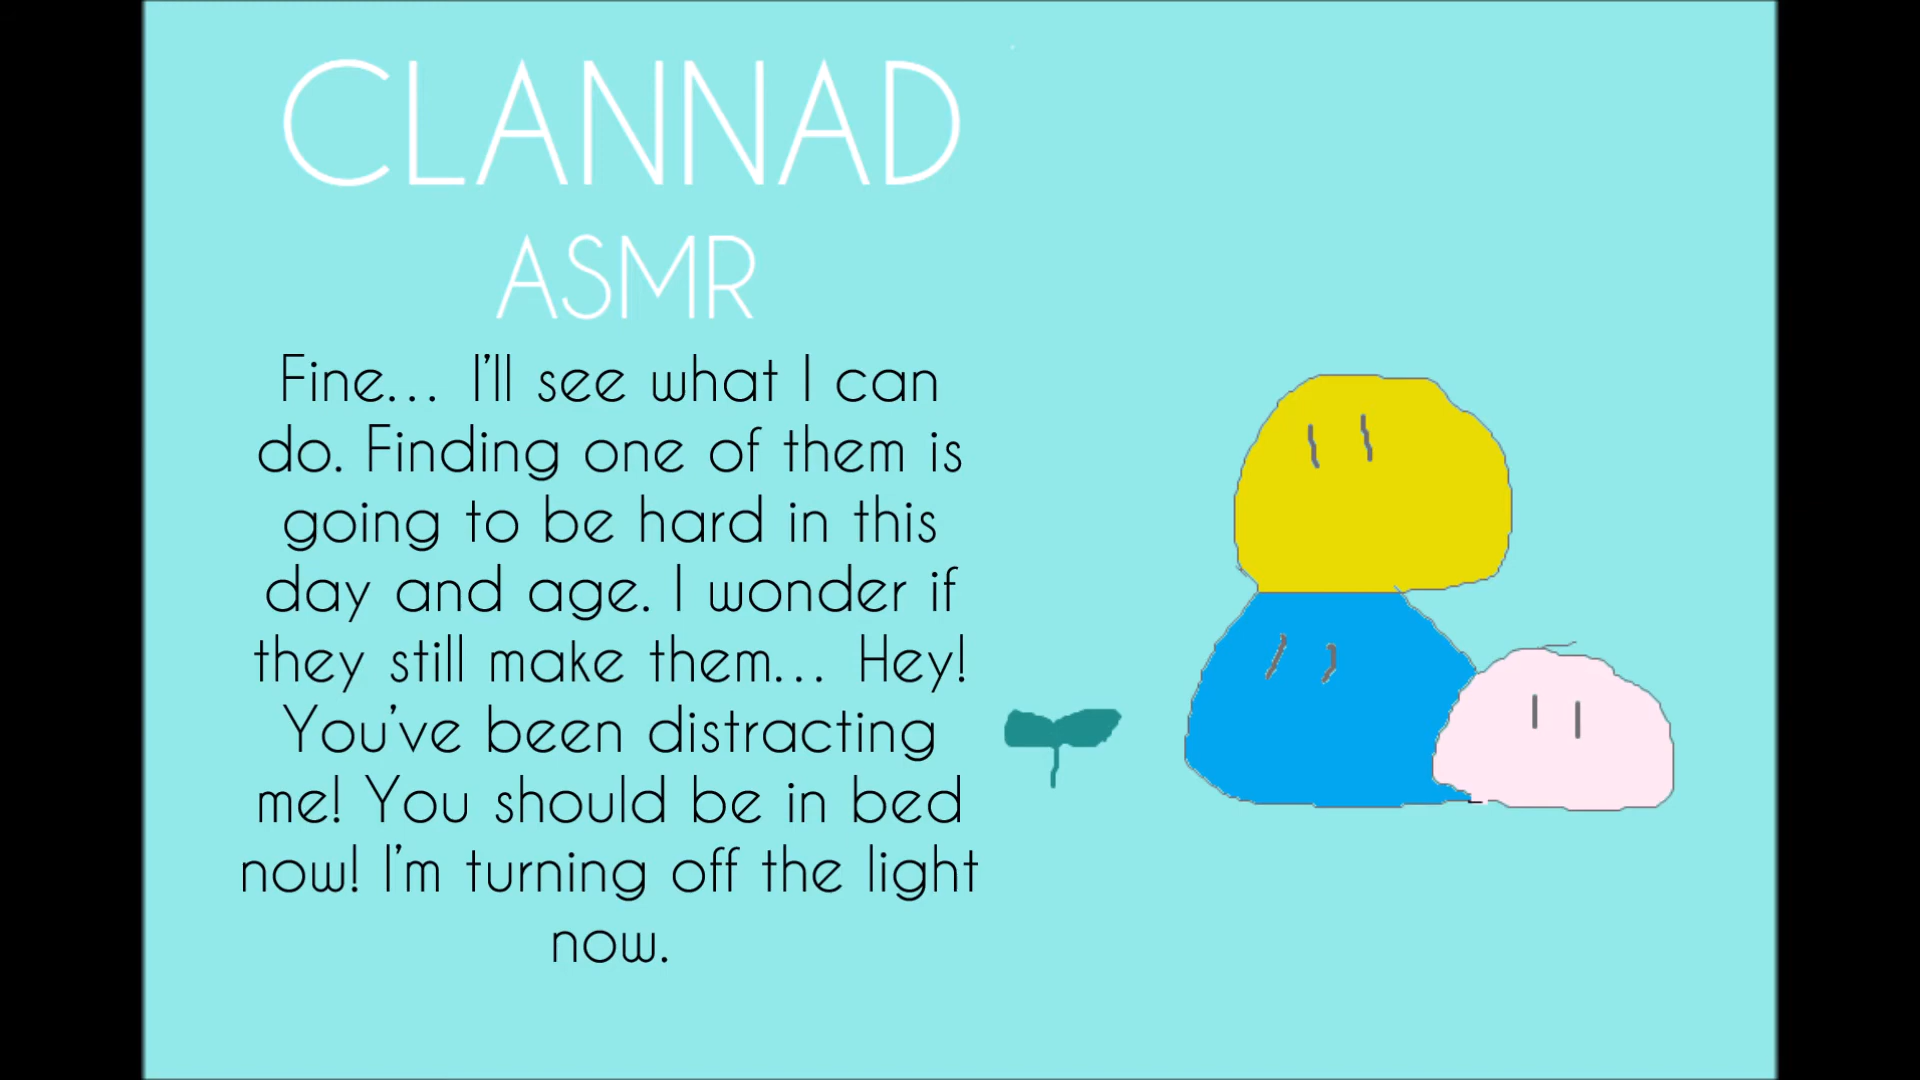 CLANNAD
ASMR
Fine... I'll see what I can
do. Finding one of them is
going to be hard in this
day and age. I wonder if
they still make them... Hey!
You've been distracting
me! You should be in bed
now! I'm turning off the light
now.